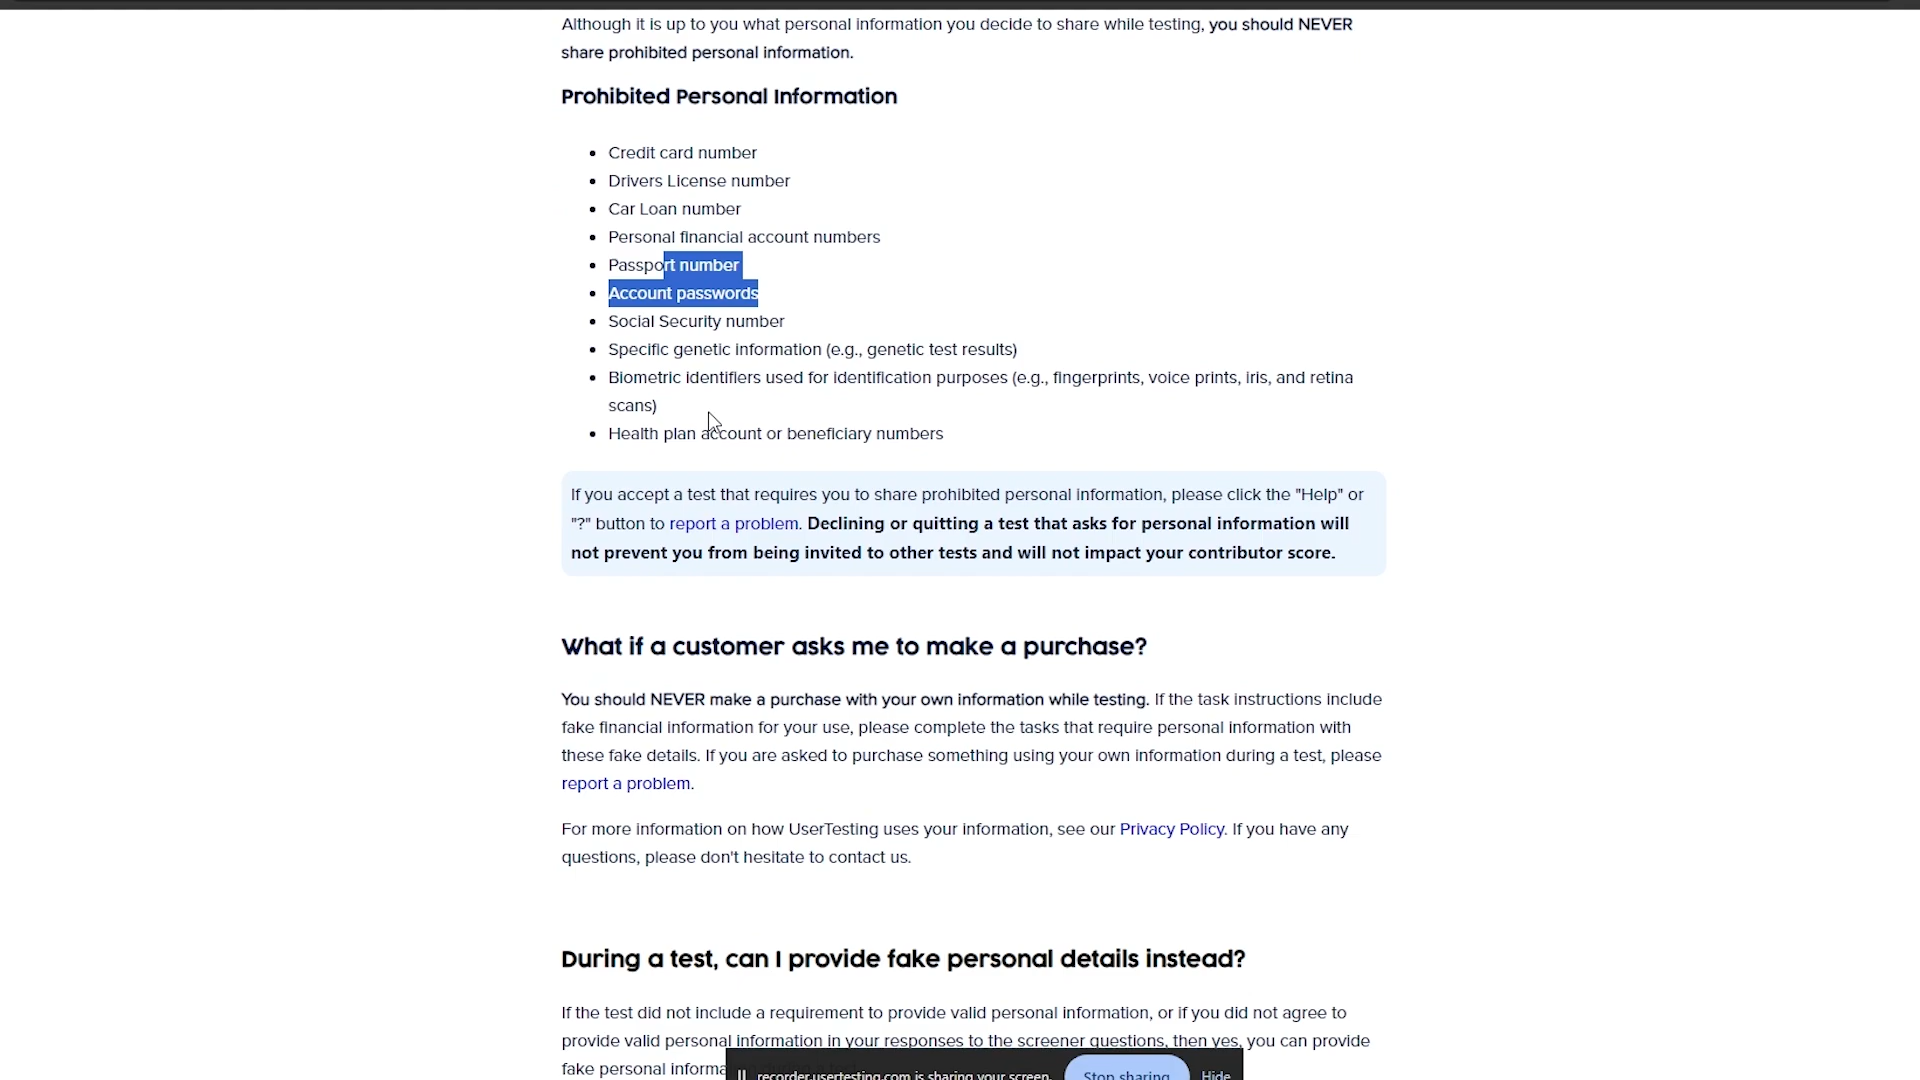 Although it is up to you what personal information you decide to share while testing, you should NEVER
share prohibited personal information.
Prohibited Personal Information
Credit card number
Drivers License number
Car Loan number
Personal financial account numbers
Passport number
Account passwords
Social Security number
Specific genetic information (e.g., genetic test results)
Biometric identifiers used for identification purposes (e.g., fingerprints, voice prints, iris, and retina
scans)
Health plan account or beneficiary numbers
If you accept a test that requires you to share prohibited personal information, please click the "Help" or
"?" button to report a problem. Declining or quitting a test that asks for personal information will
not prevent you from being invited to other tests and will not impact your contributor score.
What if a customer asks me to make a purchase?
You should NEVER make a purchase with your own information while testing. If the task instructions include
fake financial information for your use, please complete the tasks that require personal information with
these fake details. If you are asked to purchase something using your own information during a test, please
report a problem.
For more information on how UserTesting uses your information, see our Privacy Policy. If you have any
questions, please don't hesitate to contact us.
During a test, can I provide fake personal details instead?
If the test did not include a requirement to provide valid personal information, or if you did not agree to
provide valid personal information in your responses to the screener questions, then yes, you can provide
fake personal informa
recorder.usertesting.com is sharing your screen. Stop sharing Hide